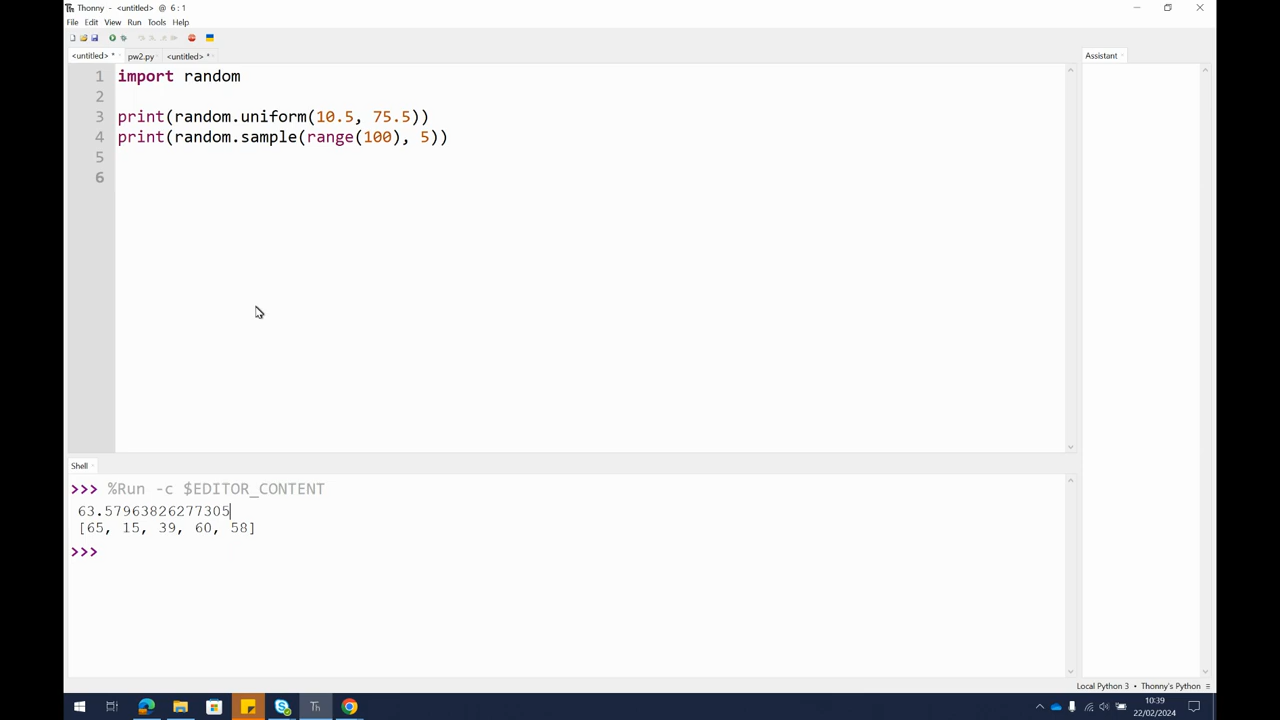 Thonny - <untitled> @ 6 : 1
File Edit View Run Tools Help
<untitled> * pw2.py <untitled> * Assistant
1 import random
2
3 print(random.uniform(10.5, 75.5))
4 print(random.sample(range(100), 5))
5
6
Shell
>>> %Run -c $EDITOR_CONTENT
63.57963826277305
[65, 15, 39, 60, 58]
>>>
Local Python 3 • Thonny's Python ≡
Th 10:39
22/02/2024